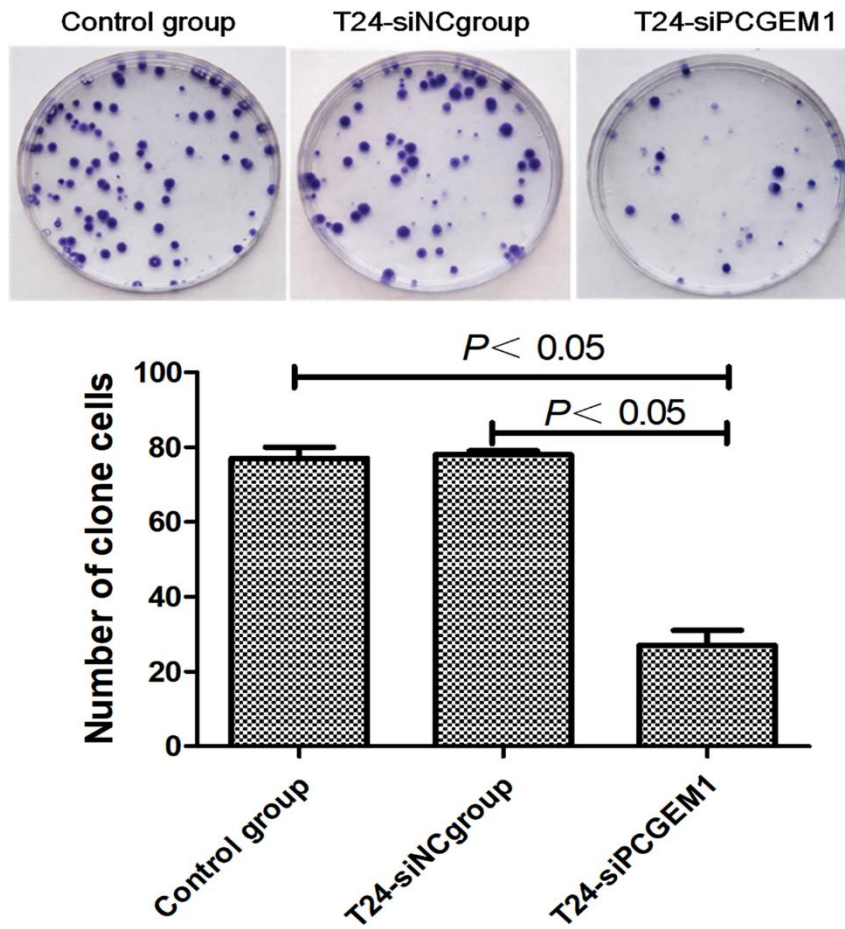 Control group
T24-siNCgroup
T24-siPCGEM1
P< 0.05
P< 0.05
Number of clone cells
100
80
60
40
20
0
Control group
T24-siNCgroup
T24-siPCGEM1